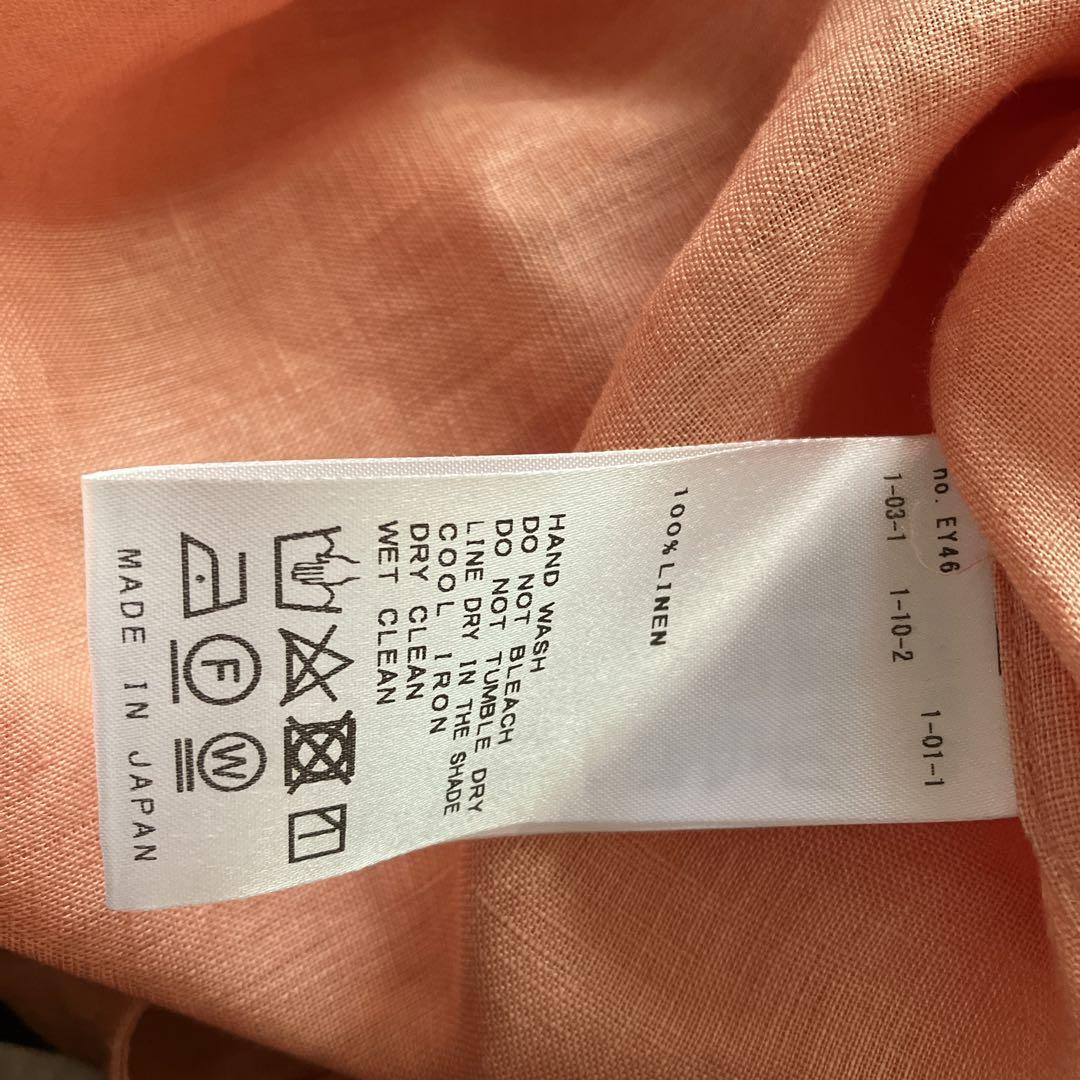 no. EY46
1-03-1 1-10-2 1-01-1
100%LINEN
HAND WASH
DO NOT BLEACH
DO NOT TUMBLE DRY
LINE DRY IN THE SHADE
COOL IRON
DRY CLEAN
WET CLEAN
F
W
MADE IN JAPAN